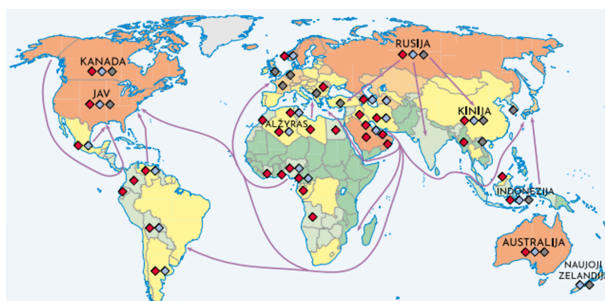 KANADA
RUSIJA
JAV
KINIJA
ALŽYRAS
INDONEZIJA
AUSTRALIJA
NAUJOJI
ZELANDIJA